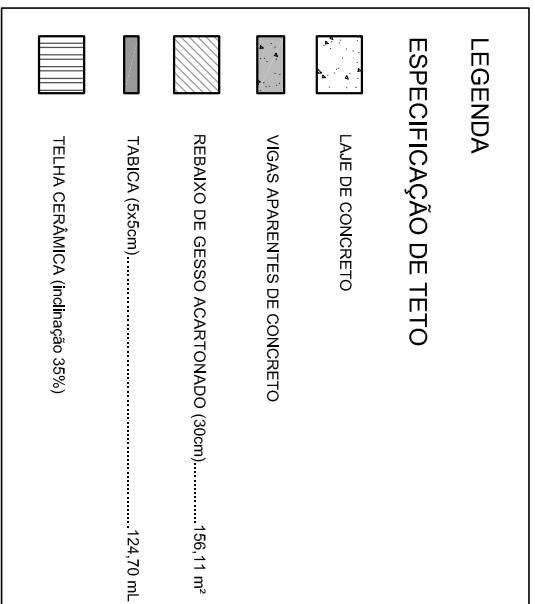 LEGENDA
ESPECIFICAÇÃO DE TETO
LAJE DE CONCRETO
VIGAS APARENTES DE CONCRETO
REBAIXO DE GESSO ACARTONADO (30cm)...........156,11 m²
TABICA (5x5cm)..................................................124,70 mL
TELHA CERÂMICA (inclinação 35%)